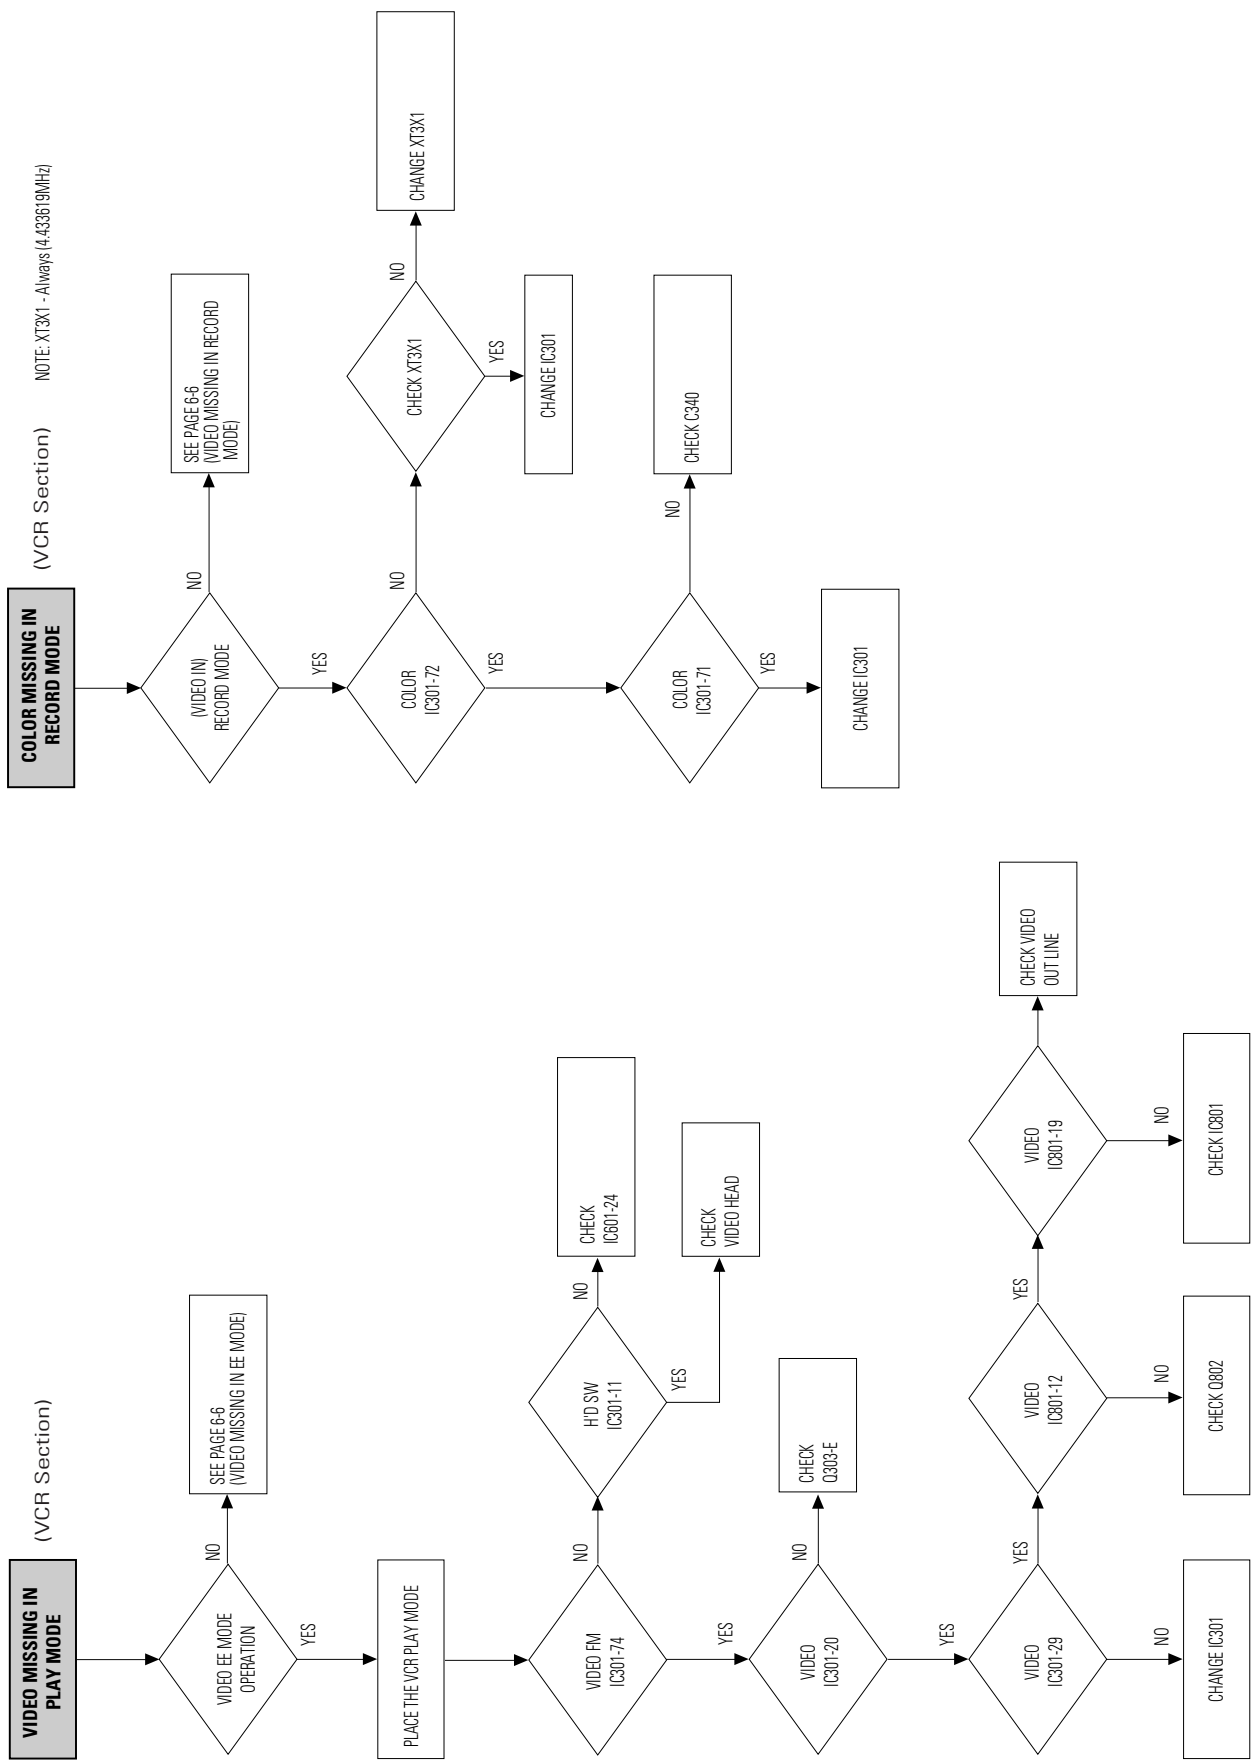 VIDEO MISSING IN
PLAY MODE
(VCR Section)
VIDEO EE MODE
OPERATION
NO
SEE PAGE 6-6
(VIDEO MISSING IN EE MODE)
YES
PLACE THE VCR PLAY MODE
VIDEO FM
IC301-74
NO
H'D SW
IC301-11
NO
CHECK
IC601-24
YES
CHECK
VIDEO HEAD
YES
VIDEO
IC301-20
NO
CHECK
Q303-E
YES
VIDEO
IC301-29
YES
VIDEO
IC801-12
YES
VIDEO
IC801-19
CHECK VIDEO
OUT LINE
NO
CHANGE IC301
NO
CHECK Q802
NO
CHECK IC801
COLOR MISSING IN
RECORD MODE
(VCR Section)
NOTE: XT3X1 - Always (4.433619MHz)
(VIDEO IN)
RECORD MODE
NO
SEE PAGE 6-6
(VIDEO MISSING IN RECORD
MODE)
YES
COLOR
IC301-72
NO
CHECK XT3X1
NO
CHANGE XT3X1
YES
CHANGE IC301
YES
COLOR
IC301-71
NO
CHECK C340
YES
CHANGE IC301